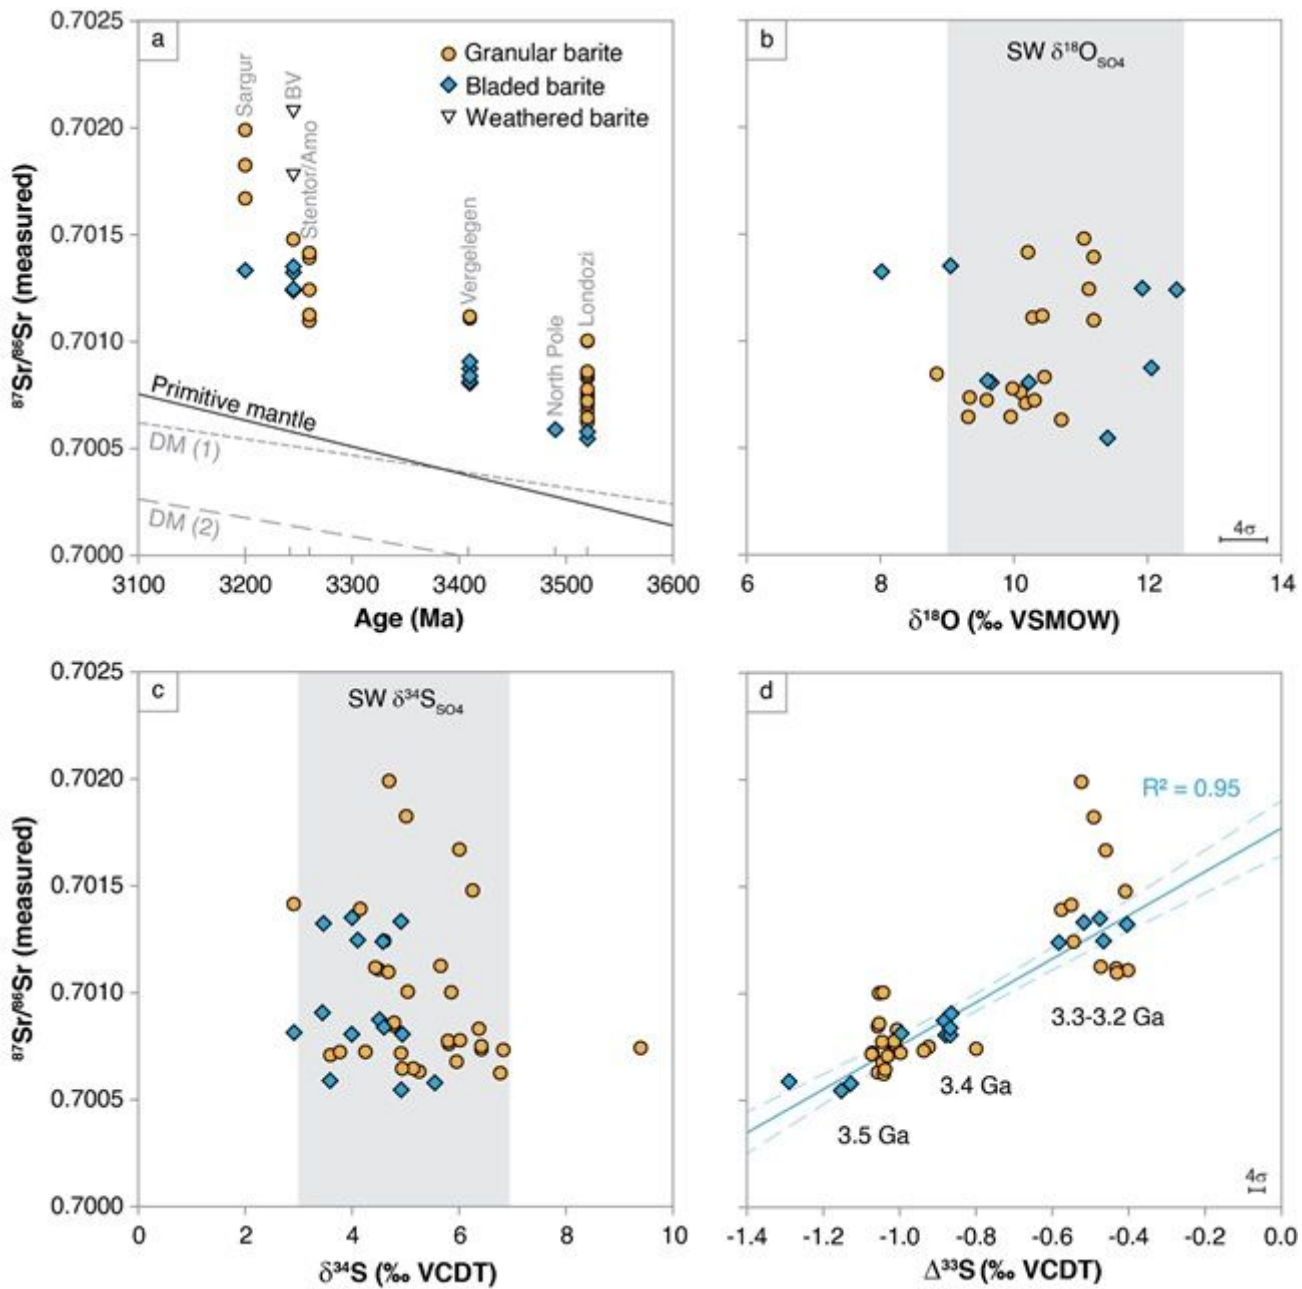 a
Granular barite
Bladed barite
Weathered barite
Sargur
BV
Stentor/Amo
Vergelegen
North Pole
Londozi
Primitive mantle
DM (1)
DM (2)
0.7025
0.7020
0.7015
0.7010
0.7005
0.7000
⁸⁷Sr/⁸⁶Sr (measured)
3100 3200 3300 3400 3500 3600
Age (Ma)
b
SW δ¹⁸O_SO4
4σ
6 8 10 12 14
δ¹⁸O (‰ VSMOW)
c
SW δ³⁴S_SO4
0.7025
0.7020
0.7015
0.7010
0.7005
0.7000
⁸⁷Sr/⁸⁶Sr (measured)
0 2 4 6 8 10
δ³⁴S (‰ VCDT)
d
R² = 0.95
3.3-3.2 Ga
3.4 Ga
3.5 Ga
4σ
-1.4 -1.2 -1.0 -0.8 -0.6 -0.4 -0.2 0.0
Δ³³S (‰ VCDT)